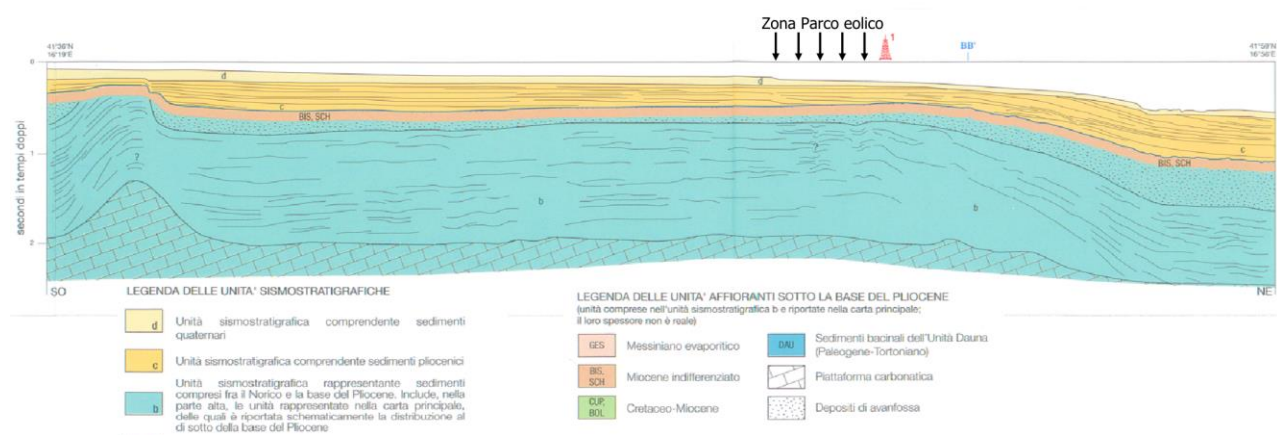 Zona Parco eolico
41°36'N
16°19'E
1
BB'
41°58'N
16°56'E
0
d
d
c
BIS, SCH
1
?
?
c
BIS, SCH
secondi in tempi doppi
b
b
2
SO
NE
LEGENDA DELLE UNITA' SISMOSTRATIGRAFICHE
d Unità sismostratigrafica comprendente sedimenti
quaternari
c Unità sismostratigrafica comprendente sedimenti pliocenici
Unità sismostratigrafica rappresentante sedimenti
compresi fra il Norico e la base del Pliocene. Include, nella
b parte alta, le unità rappresentate nella carta principale,
delle quali è riportata schematicamente la distribuzione al
di sotto della base del Pliocene
LEGENDA DELLE UNITA' AFFIORANTI SOTTO LA BASE DEL PLIOCENE
(unità comprese nell'unità sismostratigrafica b e riportate nella carta principale;
il loro spessore non è reale)
GES Messiniano evaporitico
BIS, SCH Miocene indifferenziato
CUP, BOL Cretaceo-Miocene
DAU Sedimenti bacinali dell'Unità Dauna
(Paleogene-Tortoniano)
Piattaforma carbonatica
Depositi di avanfossa